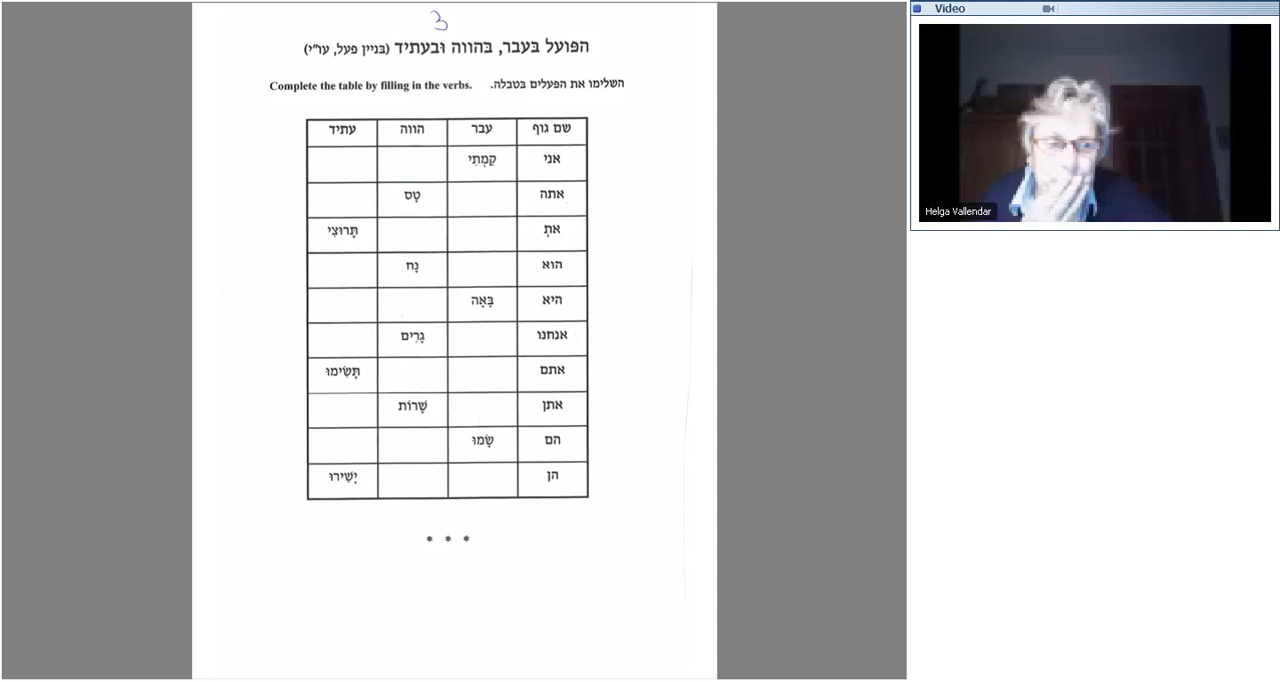 Video
3
הפועל בעבר, בהווה ובעתיד (בניין פעל, עו"י)
השלימו את הפעלים בטבלה. Complete the table by filling in the verbs.
שם גוף עבר הווה עתיד
אני קַמְתִּי
אתה טָס
אתְ תָּרוּצִי
הוא נָח
היא בָּאָה
אנחנו גָּרִים
אתם תָּשִׂימוּ
אתן שָׁרוֹת
הם שָׂמוּ
הן יָשִׁירוּ
* * *
Helga Vallendar